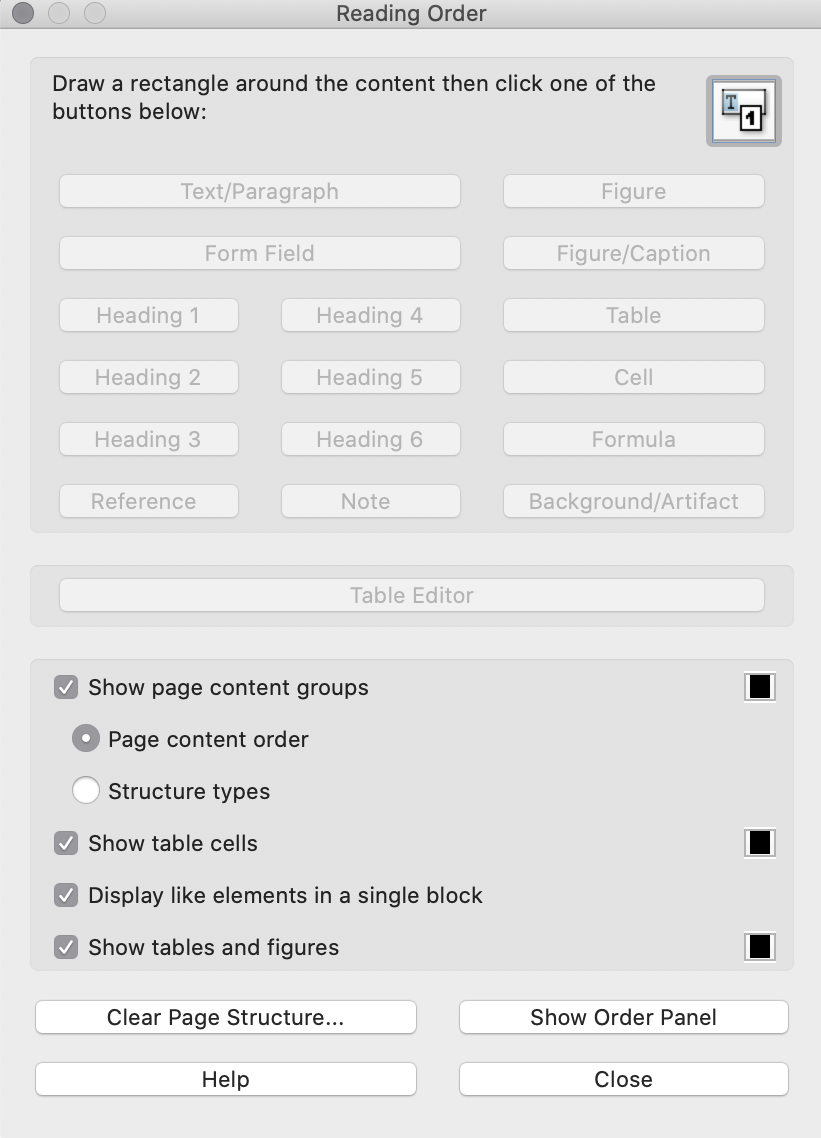 Reading Order
Draw a rectangle around the content then click one of the
buttons below:
T
1
Text/Paragraph
Figure
Form Field
Figure/Caption
Heading 1
Heading 4
Table
Heading 2
Heading 5
Cell
Heading 3
Heading 6
Formula
Reference
Note
Background/Artifact
Table Editor
Show page content groups
Page content order
Structure types
Show table cells
Display like elements in a single block
Show tables and figures
Clear Page Structure...
Show Order Panel
Help
Close